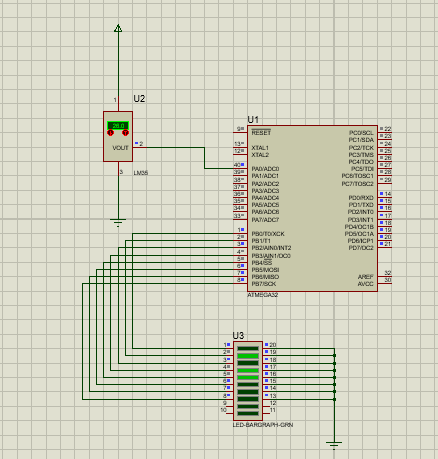 U2
1
26.0
VOUT
2
3
LM35
U1
9 RESET PC0/SCL 22
PC1/SDA 23
13 XTAL1 PC2/TCK 24
12 XTAL2 PC3/TMS 25
PC4/TDO 26
40 PA0/ADC0 PC5/TDI 27
39 PA1/ADC1 PC6/TOSC1 28
38 PA2/ADC2 PC7/TOSC2 29
37 PA3/ADC3
36 PA4/ADC4 PD0/RXD 14
35 PA5/ADC5 PD1/TXD 15
34 PA6/ADC6 PD2/INT0 16
33 PA7/ADC7 PD3/INT1 17
PD4/OC1B 18
1 PB0/T0/XCK PD5/OC1A 19
2 PB1/T1 PD6/ICP1 20
3 PB2/AIN0/INT2 PD7/OC2 21
4 PB3/AIN1/OC0
5 PB4/SS
6 PB5/MOSI
7 PB6/MISO AREF 32
8 PB7/SCK AVCC 30
ATMEGA32
U3
1 20
2 19
3 18
4 17
5 16
6 15
7 14
8 13
9 12
10 11
LED-BARGRAPH-GRN